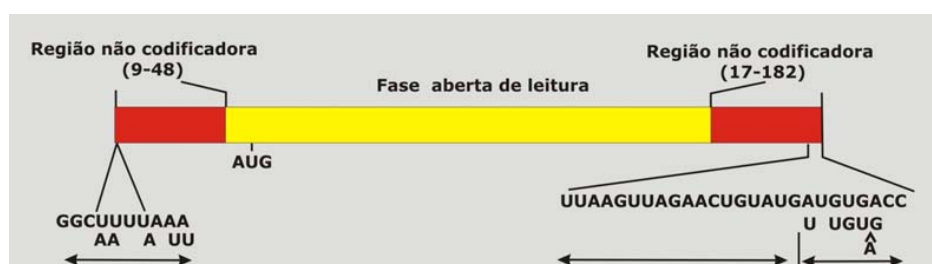 Região não codificadora
(9-48)
Região não codificadora
(17-182)
Fase aberta de leitura
AUG
GGCUUUUAAA
AA A UU
UUAAGUUAGAACUGUAUGAUGUGACC
U UGUG
A